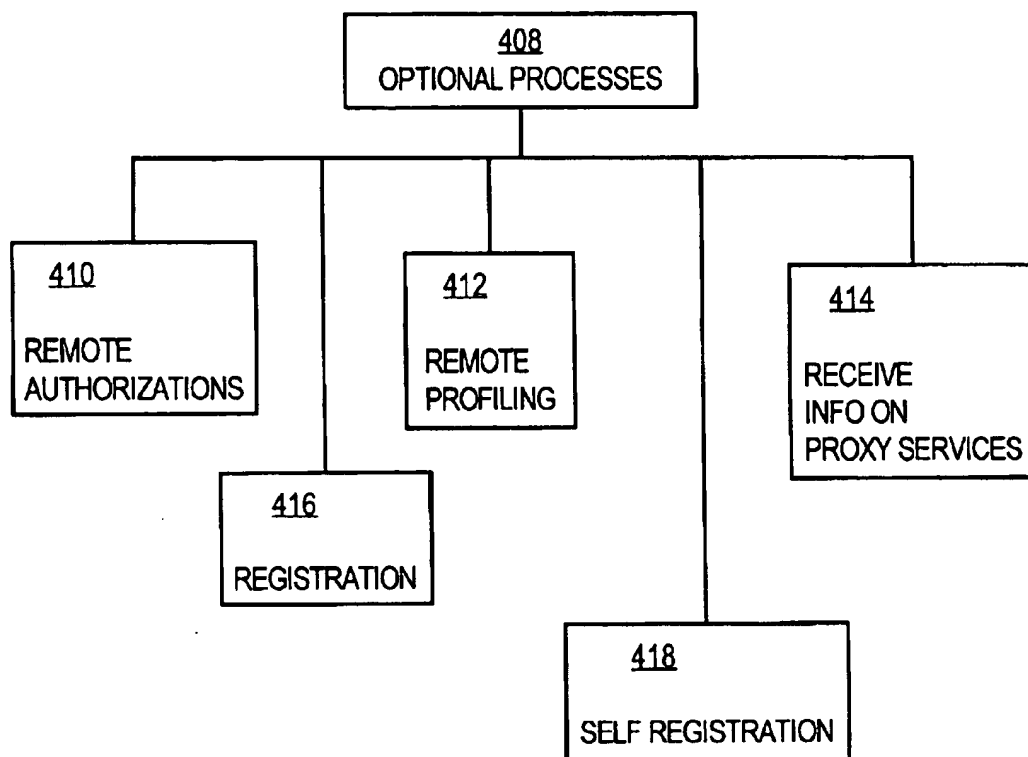 408
OPTIONAL PROCESSES
410
REMOTE
AUTHORIZATIONS
412
REMOTE
PROFILING
414
RECEIVE
INFO ON
PROXY SERVICES
416
REGISTRATION
418
SELF REGISTRATION